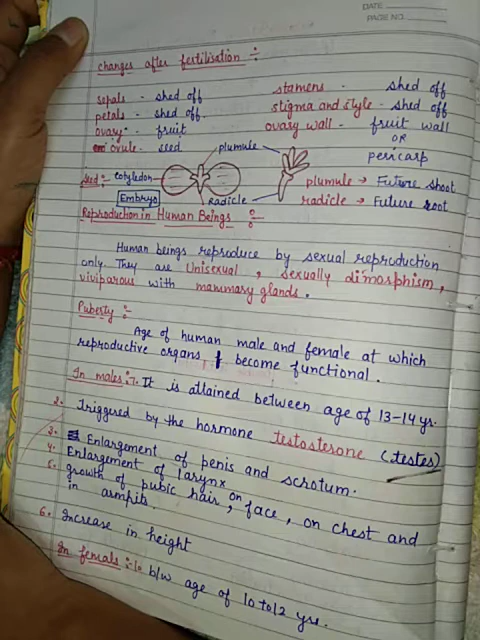 DATE
PAGE NO.
Changes after fertilisation :-
sepals - shed off
stamens - shed off
petals - shed off
stigma and style - shed off
ovary - fruit
ovary wall - fruit wall
ovule - seed
OR
pericarp
plumule
Seed :- cotyledon
plumule → Future shoot
Embryo
Radicle
radicle → Future root
Reproduction in Human Beings :-
Human beings reproduce by sexual reproduction
only. They are Unisexual, sexually dimorphism,
viviparous with mammary glands.
Puberty :-
Age of human male and female at which
reproductive organs become functional.
In males :- 1. It is attained between age of 13-14 yr.
2. Triggered by the hormone testosterone (testes)
3. Enlargement of penis and scrotum.
4. Enlargement of larynx
5. growth of pubic hair, on face, on chest and
in armpits.
6. Increase in height
In females :- 1. b/w age of 10 to 12 yrs.